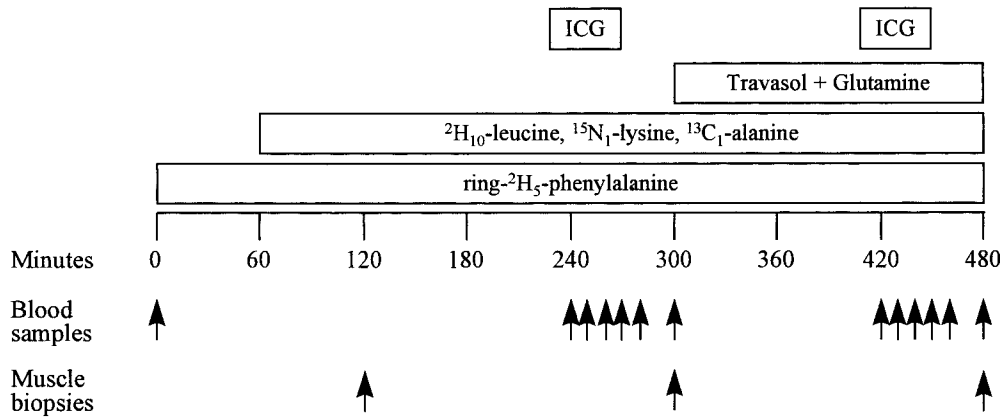 ICG ICG
Travasol + Glutamine
²H₁₀-leucine, ¹⁵N₁-lysine, ¹³C₁-alanine
ring-²H₅-phenylalanine
Minutes 0 60 120 180 240 300 360 420 480
Blood
samples
Muscle
biopsies